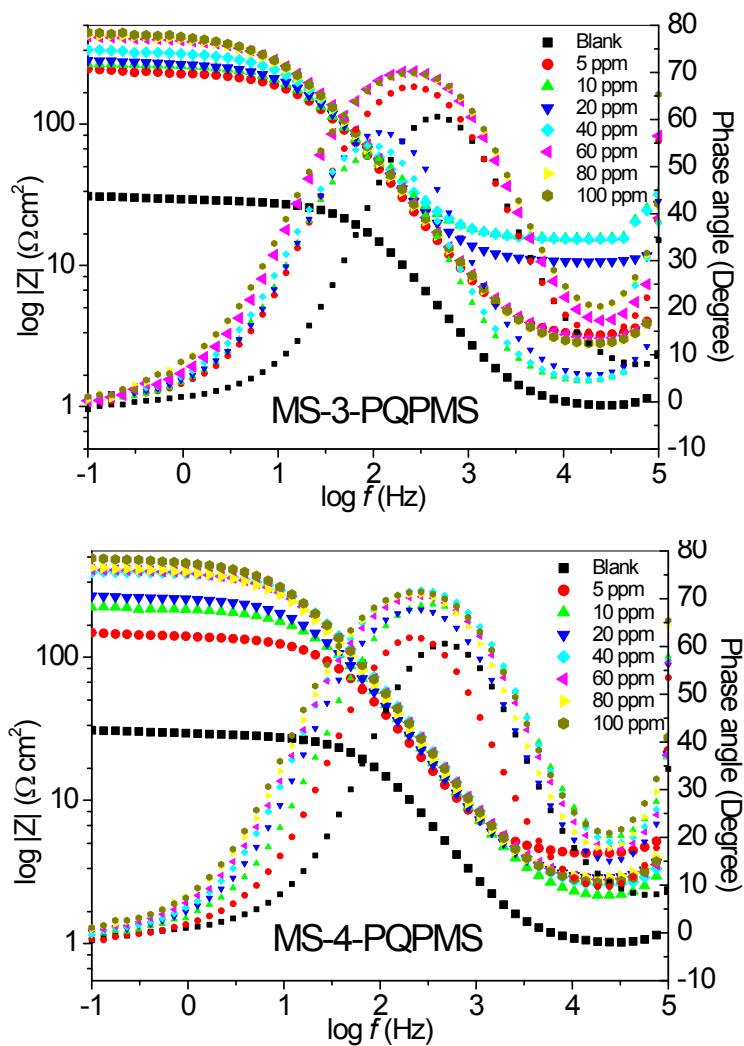 80
Blank
5 ppm
10 ppm
20 ppm
40 ppm
60 ppm
80 ppm
100 ppm
70
60
50
40
30
20
10
0
-10
100
10
1
log |Z| (Ω cm²)
Phase angle (Degree)
MS-3-PQPMS
-1 0 1 2 3 4 5
log f (Hz)
80
Blank
5 ppm
10 ppm
20 ppm
40 ppm
60 ppm
80 ppm
100 ppm
70
60
50
40
30
20
10
0
-10
100
10
1
log |Z| (Ω cm²)
Phase angle (Degree)
MS-4-PQPMS
-1 0 1 2 3 4 5
log f (Hz)